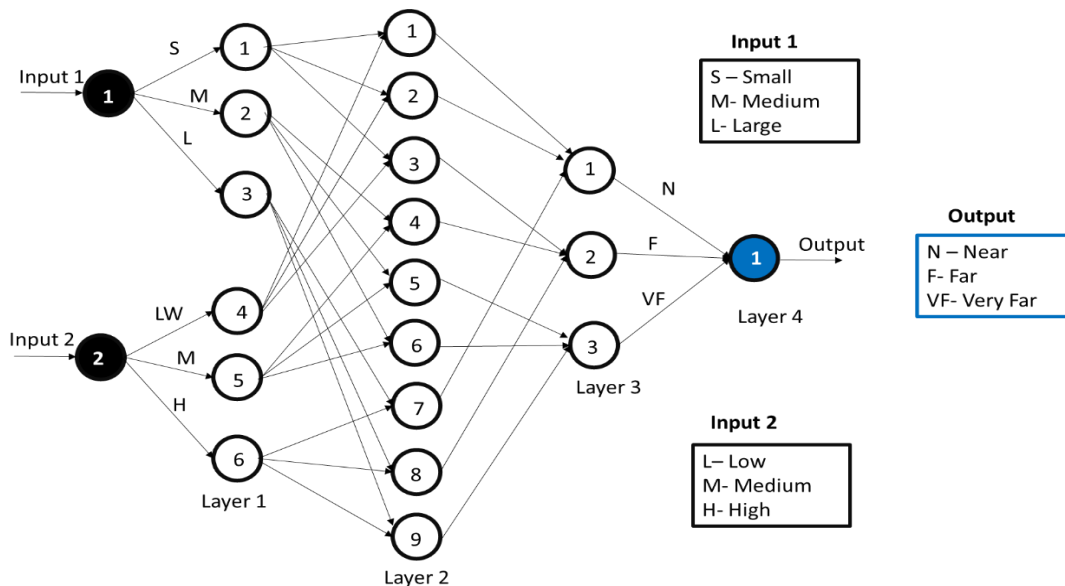 Input 1
1
S
M
L
1
2
3
Input 2
2
LW
M
H
4
5
6
Layer 1
1
2
3
4
5
6
7
8
9
Layer 2
1
2
3
Layer 3
N
F
VF
1
Layer 4
Output
Input 1
S – Small
M- Medium
L- Large
Output
N – Near
F- Far
VF- Very Far
Input 2
L– Low
M- Medium
H- High